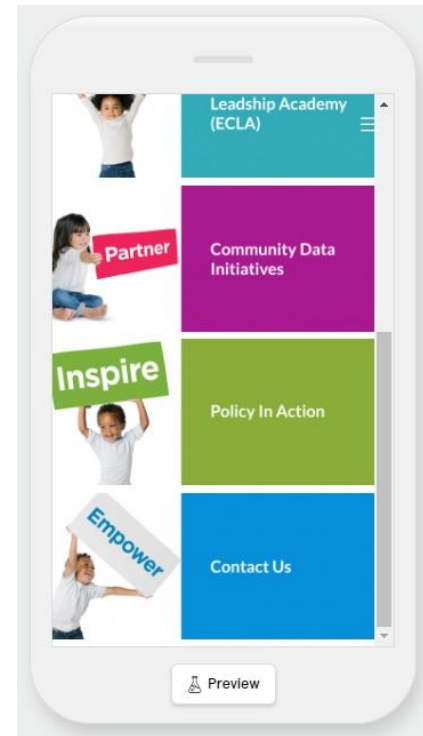 Leadship Academy
(ECLA)
Partner
Community Data
Initiatives
Inspire
Policy In Action
Empower
Contact Us
Preview